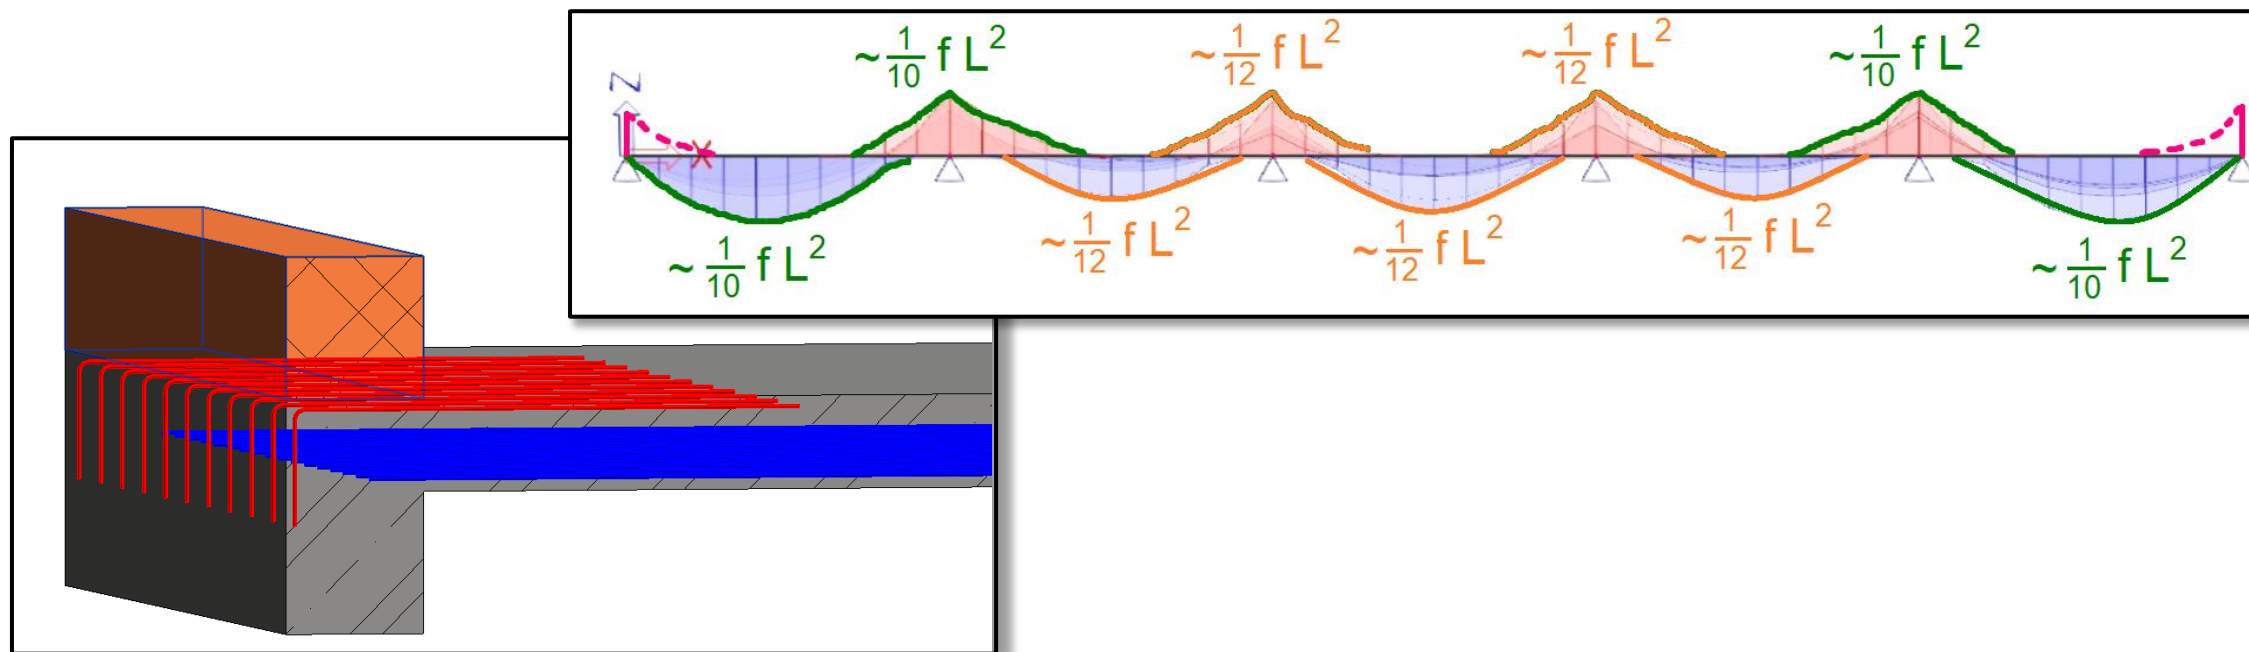 ~ 1/10 f L² ~ 1/12 f L² ~ 1/12 f L² ~ 1/10 f L²
Z
X
~ 1/10 f L² ~ 1/12 f L² ~ 1/12 f L² ~ 1/12 f L² ~ 1/10 f L²